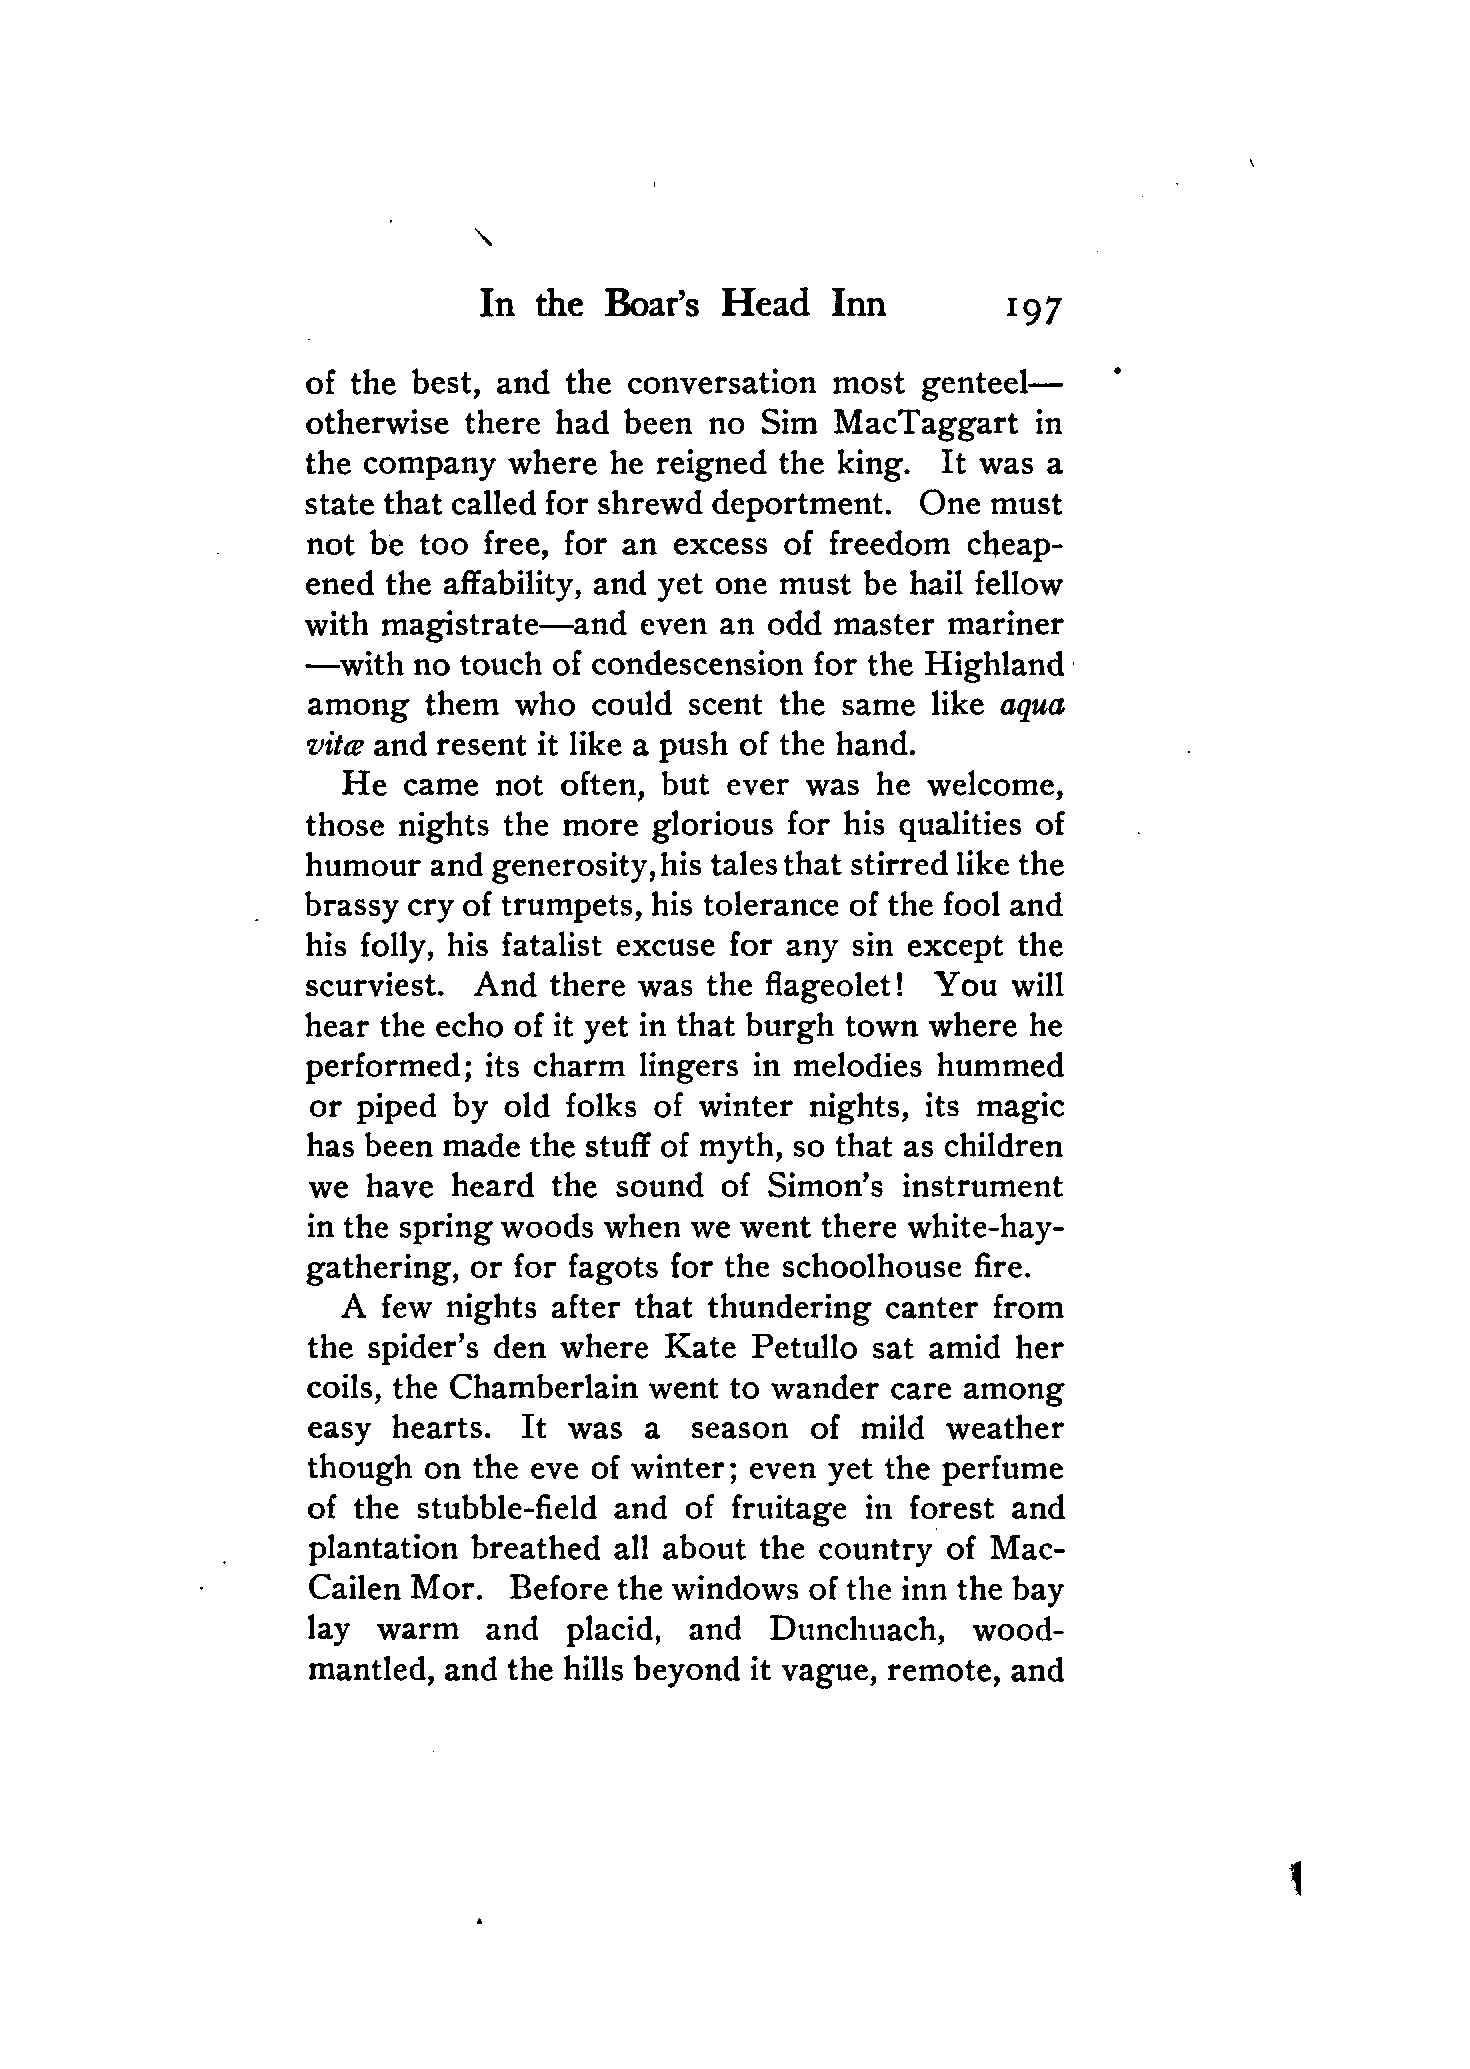 In the Boar's Head Inn 197
of the best, and the conversation most genteel—
otherwise there had been no Sim MacTaggart in
the company where he reigned the king. It was a
state that called for shrewd deportment. One must
not be too free, for an excess of freedom cheap-
ened the affability, and yet one must be hail fellow
with magistrate—and even an odd master mariner
—with no touch of condescension for the Highland
among them who could scent the same like aqua
vitæ and resent it like a push of the hand.
He came not often, but ever was he welcome,
those nights the more glorious for his qualities of
humour and generosity, his tales that stirred like the
brassy cry of trumpets, his tolerance of the fool and
his folly, his fatalist excuse for any sin except the
scurviest. And there was the flageolet! You will
hear the echo of it yet in that burgh town where he
performed; its charm lingers in melodies hummed
or piped by old folks of winter nights, its magic
has been made the stuff of myth, so that as children
we have heard the sound of Simon's instrument
in the spring woods when we went there white-hay-
gathering, or for fagots for the schoolhouse fire.
A few nights after that thundering canter from
the spider's den where Kate Petullo sat amid her
coils, the Chamberlain went to wander care among
easy hearts. It was a season of mild weather
though on the eve of winter; even yet the perfume
of the stubble-field and of fruitage in forest and
plantation breathed all about the country of Mac-
Cailen Mor. Before the windows of the inn the bay
lay warm and placid, and Dunchuach, wood-
mantled, and the hills beyond it vague, remote, and